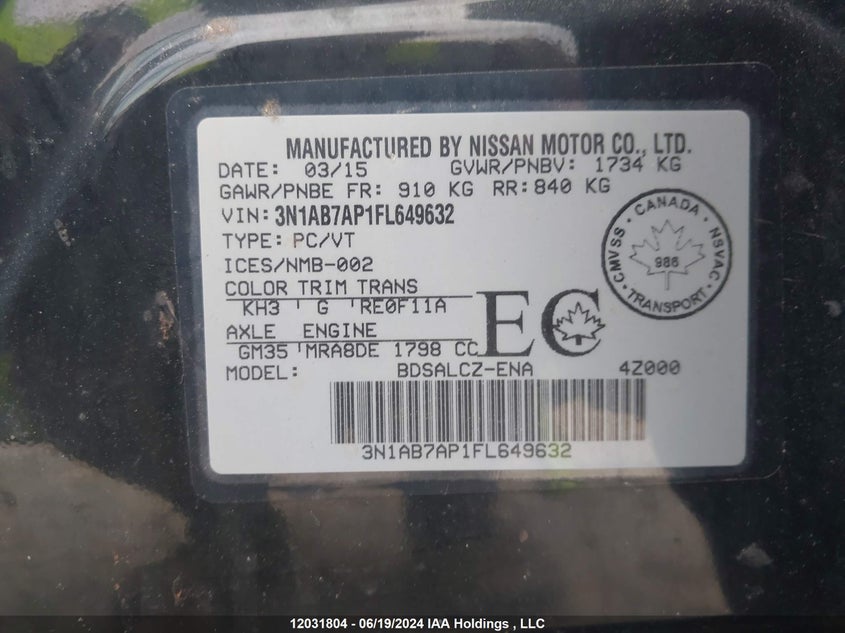 MANUFACTURED BY NISSAN MOTOR CO., LTD.
DATE: 03/15 GVWR/PNBV: 1734 KG
GAWR/PNBE FR: 910 KG RR: 840 KG
VIN: 3N1AB7AP1FL649632
TYPE: PC/VT
ICES/NMB-002
COLOR TRIM TRANS
KH3 G RE0F11A
AXLE ENGINE
GM35 MRA8DE 1798 CC
EC
CANADA
CMVSS NSVAC
986
TRANSPORT
MODEL: BDSALCZ-ENA 4Z000
3N1AB7AP1FL649632
12031804 - 06/19/2024 IAA Holdings , LLC